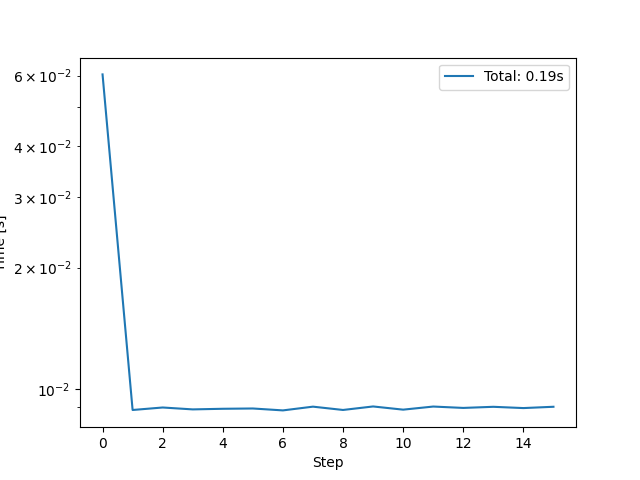 Total: 0.19s
6 × 10⁻²
4 × 10⁻²
3 × 10⁻²
2 × 10⁻²
10⁻²
Time [s]
0 2 4 6 8 10 12 14
Step